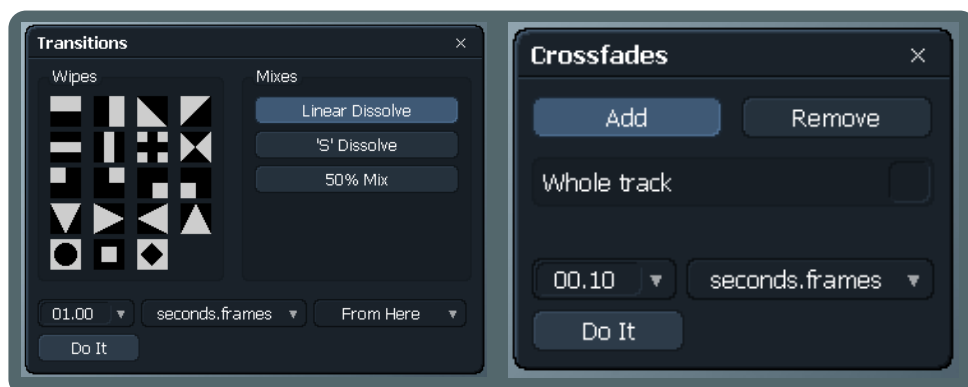 Transitions
Wipes
Mixes
Linear Dissolve
'S' Dissolve
50% Mix
01.00
seconds.frames
From Here
Do It
Crossfades
Add
Remove
Whole track
00.10
seconds.frames
Do It